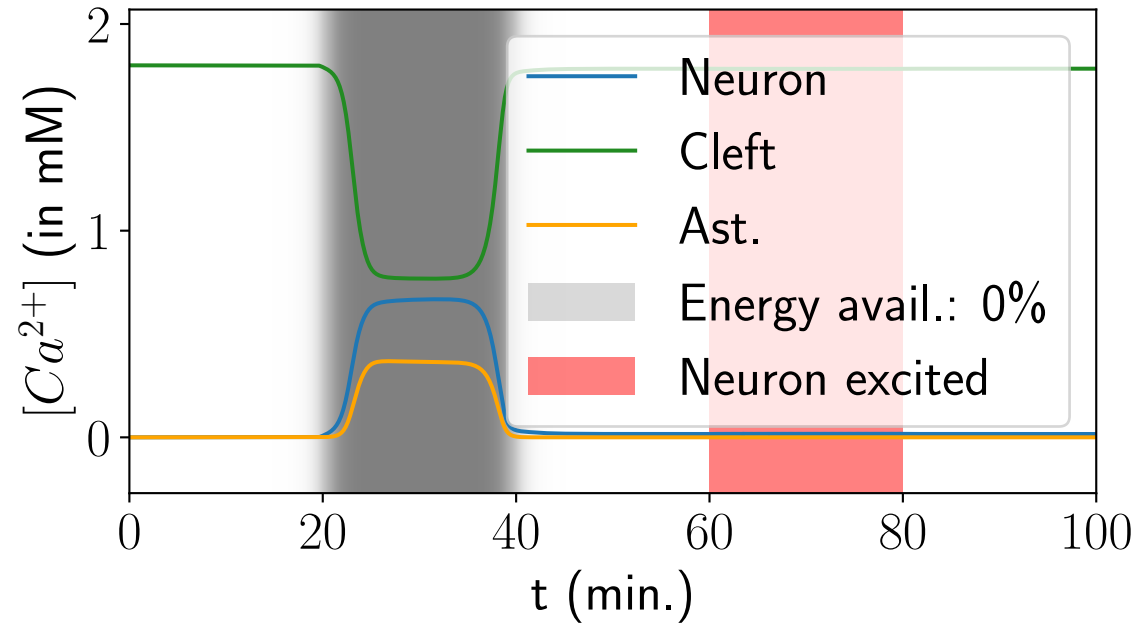 [Ca²⁺] (in mM)
2
1
0
Neuron
Cleft
Ast.
Energy avail.: 0%
Neuron excited
0 20 40 60 80 100
t (min.)